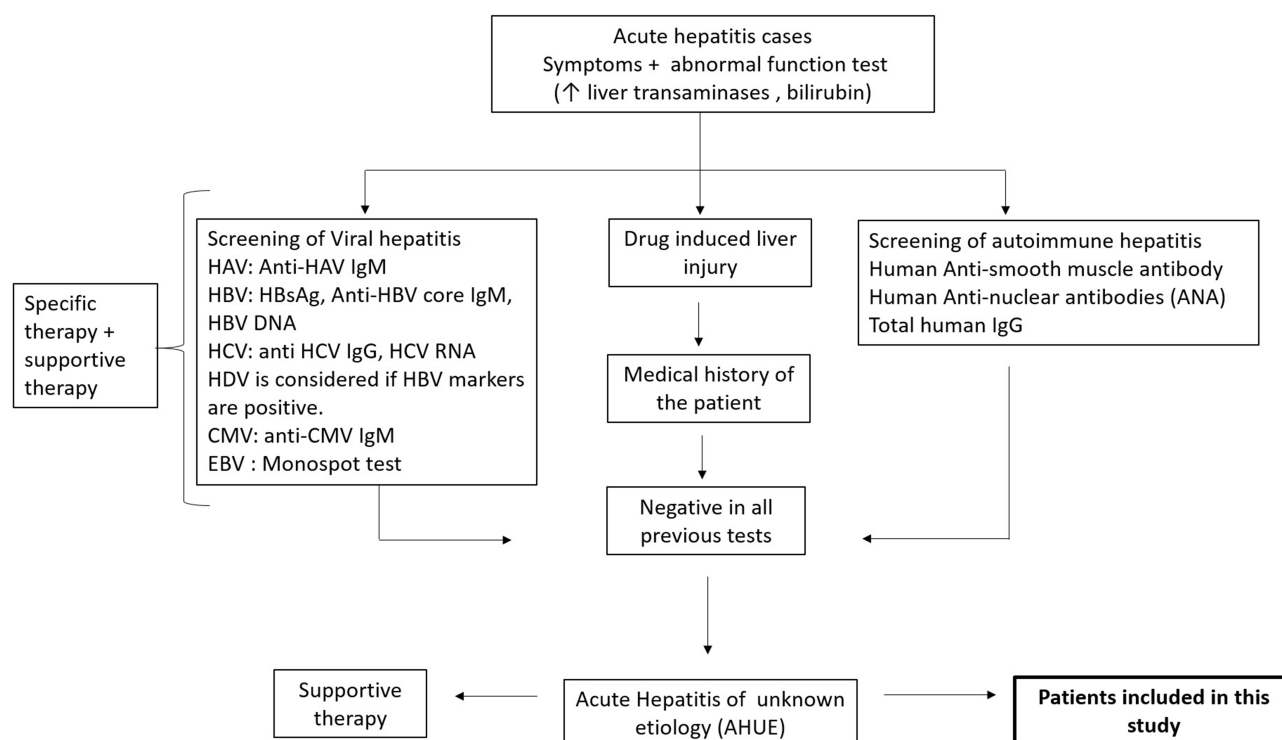 Acute hepatitis cases
Symptoms + abnormal function test
(↑ liver transaminases , bilirubin)
Specific
therapy +
supportive
therapy
Screening of Viral hepatitis
HAV: Anti-HAV IgM
HBV: HBsAg, Anti-HBV core IgM,
HBV DNA
HCV: anti HCV IgG, HCV RNA
HDV is considered if HBV markers
are positive.
CMV: anti-CMV IgM
EBV : Monospot test
Drug induced liver
injury
Medical history of
the patient
Screening of autoimmune hepatitis
Human Anti-smooth muscle antibody
Human Anti-nuclear antibodies (ANA)
Total human IgG
Negative in all
previous tests
Supportive
therapy
Acute Hepatitis of unknown
etiology (AHUE)
Patients included in this
study